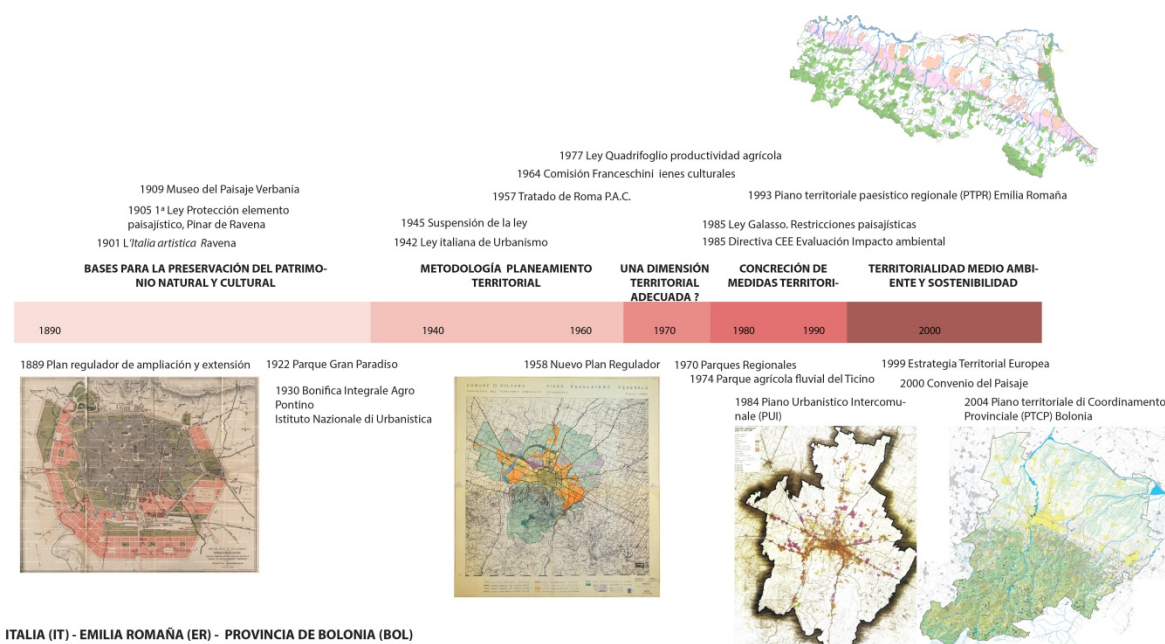 1977 Ley Quadrifoglio productividad agrícola
1964 Comisión Franceschini ienes culturales
1909 Museo del Paisaje Verbania
1957 Tratado de Roma P.A.C.
1993 Piano territoriale paesístico regionale (PTPR) Emilia Romaña
1905 1ª Ley Protección elemento
paisajístico, Pinar de Ravena
1945 Suspensión de la ley
1985 Ley Galasso. Restricciones paisajísticas
1901 L'Italia artistica Ravena
1942 Ley italiana de Urbanismo
1985 Directiva CEE Evaluación Impacto ambiental
BASES PARA LA PRESERVACIÓN DEL PATRIMO-
NIO NATURAL Y CULTURAL
METODOLOGÍA PLANEAMIENTO
TERRITORIAL
UNA DIMENSIÓN
TERRITORIAL
ADECUADA ?
CONCRECIÓN DE
MEDIDAS TERRITORI-
TERRITORIALIDAD MEDIO AMBI-
ENTE Y SOSTENIBILIDAD
1890
1940
1960
1970
1980
1990
2000
1889 Plan regulador de ampliación y extensión
1922 Parque Gran Paradiso
1930 Bonifica Integrale Agro
Pontino
Istituto Nazionale di Urbanistica
1958 Nuevo Plan Regulador
1970 Parques Regionales
1974 Parque agrícola fluvial del Ticino
1984 Piano Urbanistico Intercomu-
nale (PUI)
1999 Estrategia Territorial Europea
2000 Convenio del Paisaje
2004 Piano territoriale di Coordinamento
Provinciale (PTCP) Bolonia
ITALIA (IT) - EMILIA ROMAÑA (ER) - PROVINCIA DE BOLONIA (BOL)